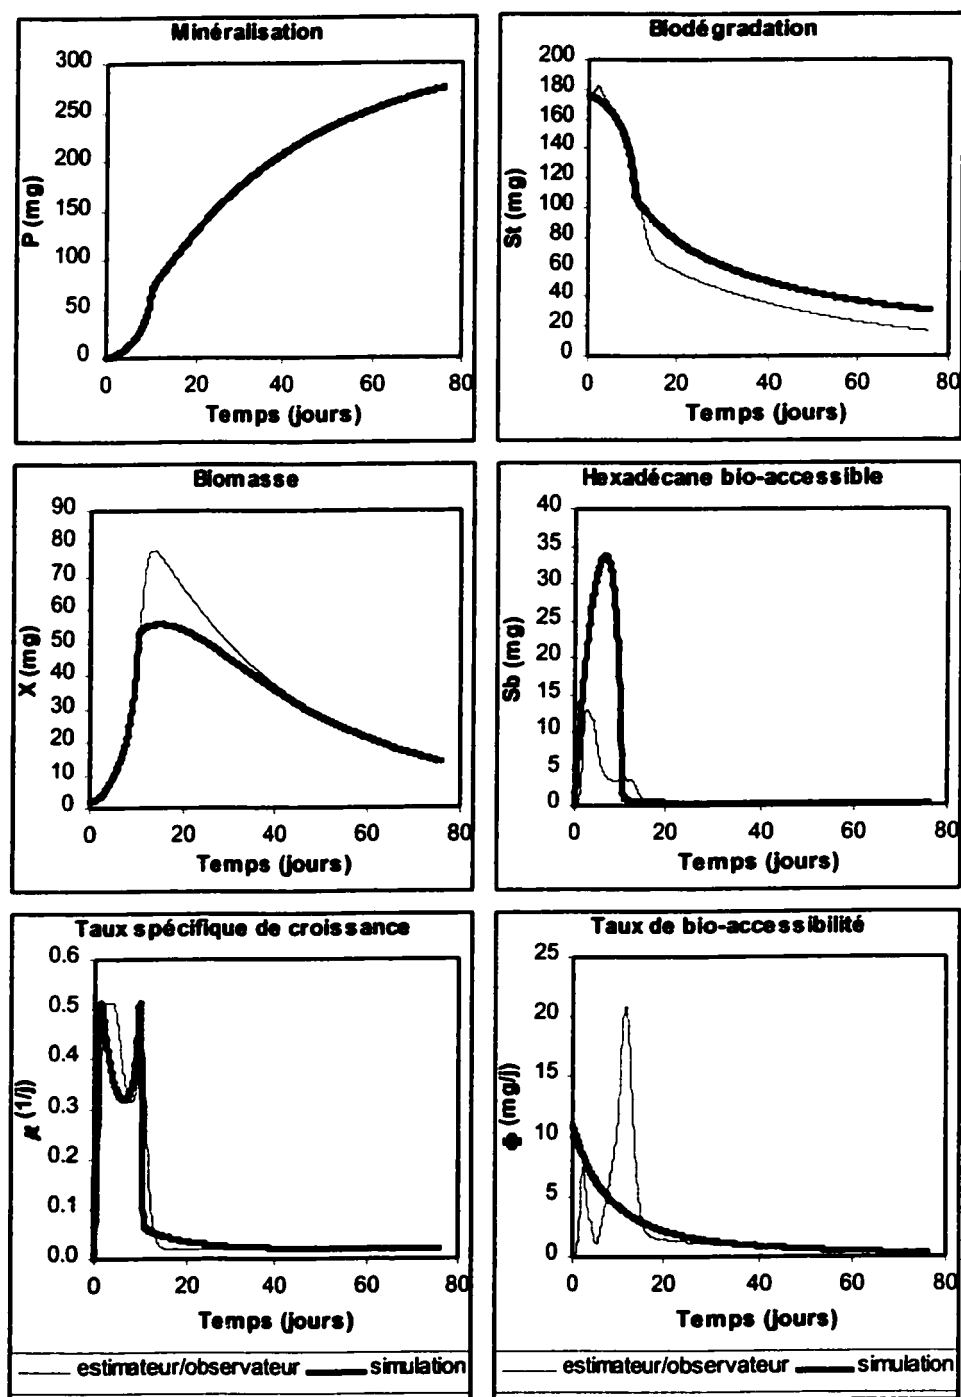 Minéralisation
300
250
200
150
100
50
0
P (mg)
0 20 40 60 80
Temps (jours)
Biodégradation
200
180
160
140
120
100
80
60
40
20
0
St (mg)
0 20 40 60 80
Temps (jours)
Biomasse
90
80
70
60
50
40
30
20
10
0
X (mg)
0 20 40 60 80
Temps (jours)
Hexadécane bio-accessible
40
35
30
25
20
15
10
5
0
Sb (mg)
0 20 40 60 80
Temps (jours)
Taux spécifique de croissance
0.6
0.5
0.4
0.3
0.2
0.1
0.0
μ (1/j)
0 20 40 60 80
Temps (jours)
estimateur/observateur simulation
Taux de bio-accessibilité
25
20
15
10
5
0
Φ (mg/j)
0 20 40 60 80
Temps (jours)
estimateur/observateur simulation